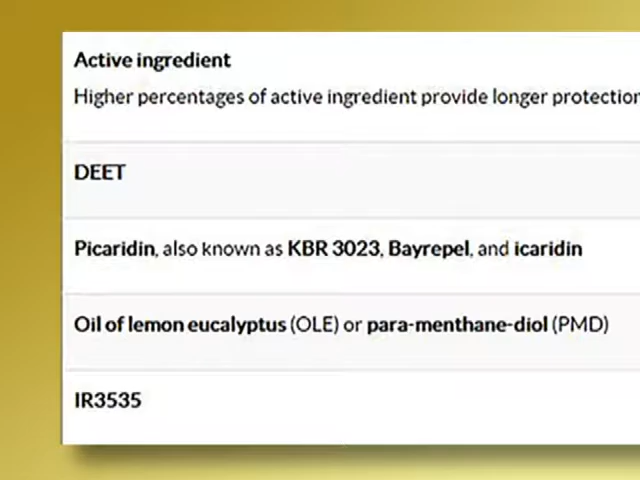 Active ingredient
Higher percentages of active ingredient provide longer protection
DEET
Picaridin, also known as KBR 3023, Bayrepel, and icaridin
Oil of lemon eucalyptus (OLE) or para-menthane-diol (PMD)
IR3535